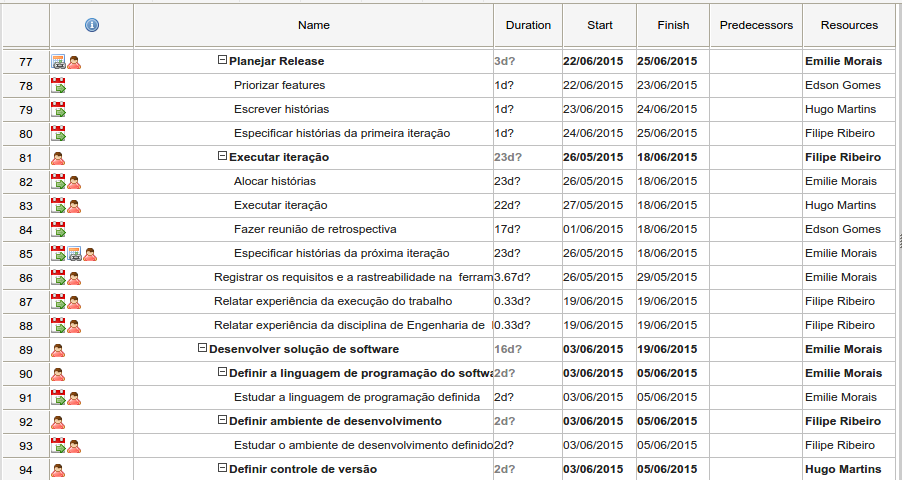 Name Duration Start Finish Predecessors Resources
77 Planejar Release 3d? 22/06/2015 25/06/2015 Emilie Morais
78 Priorizar features 1d? 22/06/2015 23/06/2015 Edson Gomes
79 Escrever histórias 1d? 23/06/2015 24/06/2015 Hugo Martins
80 Especificar histórias da primeira iteração 1d? 24/06/2015 25/06/2015 Filipe Ribeiro
81 Executar iteração 23d? 26/05/2015 18/06/2015 Filipe Ribeiro
82 Alocar histórias 23d? 26/05/2015 18/06/2015 Emilie Morais
83 Executar iteração 22d? 27/05/2015 18/06/2015 Hugo Martins
84 Fazer reunião de retrospectiva 17d? 01/06/2015 18/06/2015 Edson Gomes
85 Especificar histórias da próxima iteração 23d? 26/05/2015 18/06/2015 Emilie Morais
86 Registrar os requisitos e a rastreabilidade na ferram 3.67d? 26/05/2015 29/05/2015 Emilie Morais
87 Relatar experiência da execução do trabalho 0.33d? 19/06/2015 19/06/2015 Filipe Ribeiro
88 Relatar experiência da disciplina de Engenharia de 0.33d? 19/06/2015 19/06/2015 Filipe Ribeiro
89 Desenvolver solução de software 16d? 03/06/2015 19/06/2015 Emilie Morais
90 Definir a linguagem de programação do softwa 2d? 03/06/2015 05/06/2015 Emilie Morais
91 Estudar a linguagem de programação definida 2d? 03/06/2015 05/06/2015 Emilie Morais
92 Definir ambiente de desenvolvimento 2d? 03/06/2015 05/06/2015 Filipe Ribeiro
93 Estudar o ambiente de desenvolvimento definido 2d? 03/06/2015 05/06/2015 Filipe Ribeiro
94 Definir controle de versão 2d? 03/06/2015 05/06/2015 Hugo Martins